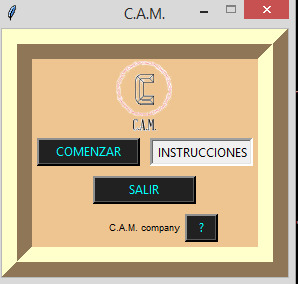 C.A.M.
C
C.A.M.
COMENZAR INSTRUCCIONES
SALIR
C.A.M. company ?